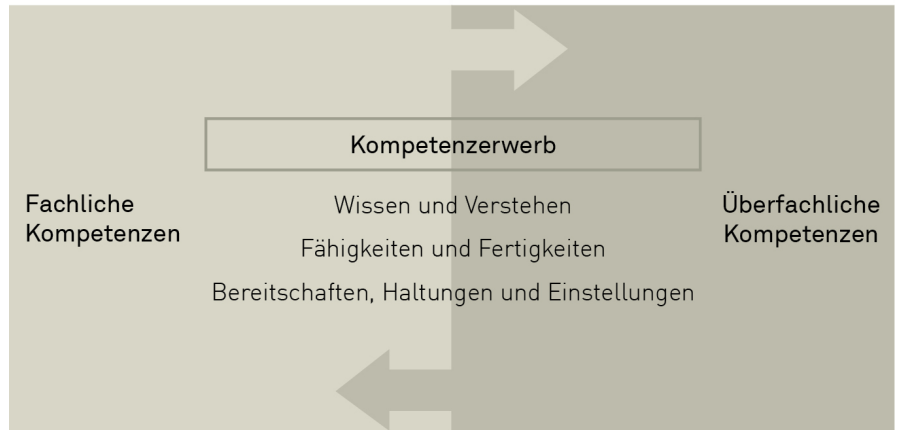 Kompetenzerwerb
Fachliche
Kompetenzen
Wissen und Verstehen
Fähigkeiten und Fertigkeiten
Bereitschaften, Haltungen und Einstellungen
Überfachliche
Kompetenzen